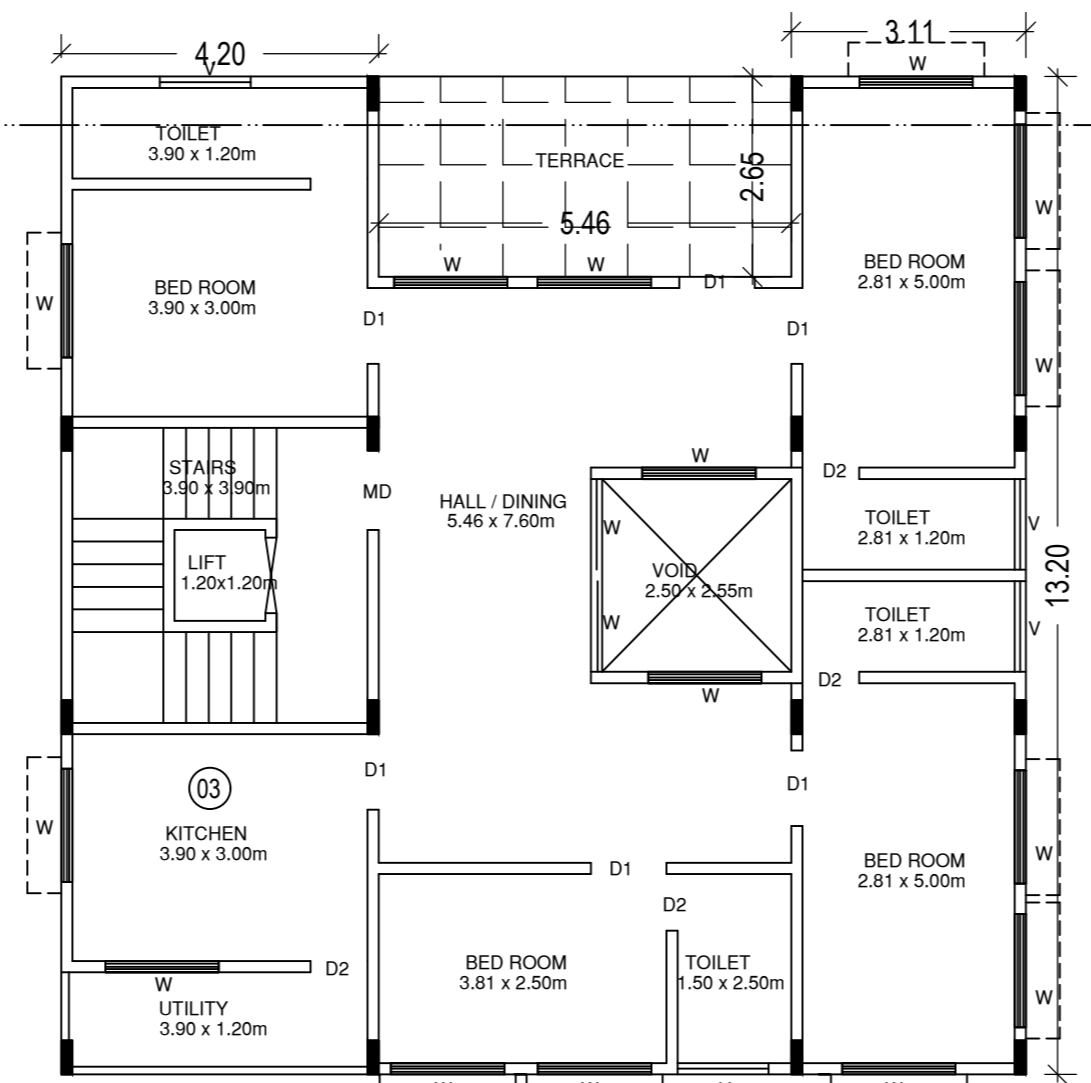 4.20
3.11
V
W
TOILET
3.90 x 1.20m
TERRACE
2.65
5.46
W
BED ROOM
3.90 x 3.00m
W
W
W
D1
BED ROOM
2.81 x 5.00m
W
D1
D1
W
STAIRS
3.90 x 3.90m
MD
HALL / DINING
5.46 x 7.60m
W
D2
TOILET
2.81 x 1.20m
V
LIFT
1.20x1.20m
W
VOID
2.50 x 2.55m
W
13.20
TOILET
2.81 x 1.20m
V
D2
W
D1
D1
03
KITCHEN
3.90 x 3.00m
W
D1
BED ROOM
2.81 x 5.00m
W
D2
BED ROOM
3.81 x 2.50m
TOILET
1.50 x 2.50m
D2
W
W
UTILITY
3.90 x 1.20m